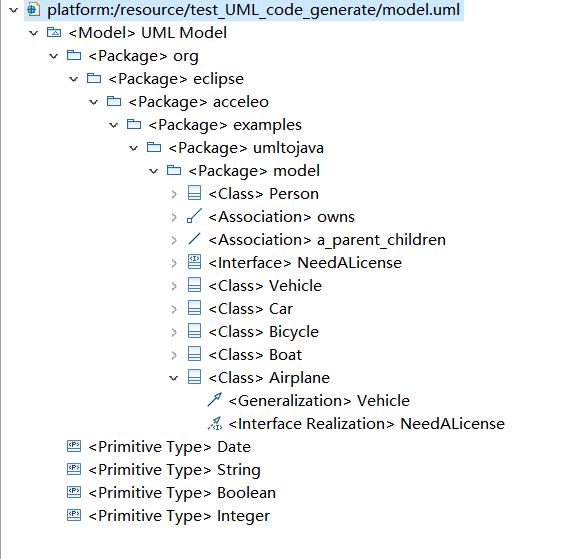 platform:/resource/test_UML_code_generate/model.uml
<Model> UML Model
<Package> org
<Package> eclipse
<Package> acceleo
<Package> examples
<Package> umltojava
<Package> model
<Class> Person
<Association> owns
<Association> a_parent_children
<Interface> NeedALicense
<Class> Vehicle
<Class> Car
<Class> Bicycle
<Class> Boat
<Class> Airplane
<Generalization> Vehicle
<Interface Realization> NeedALicense
<Primitive Type> Date
<Primitive Type> String
<Primitive Type> Boolean
<Primitive Type> Integer